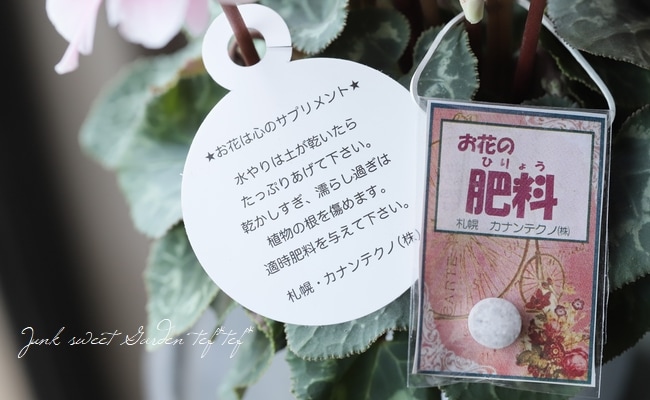 ★お花は心のサプリメント★
水やりは土が乾いたら
たっぷりあげて下さい。
乾かしすぎ、濡らし過ぎは
植物の根を傷めます。
適時肥料を与えて下さい。
札幌・カナンテクノ(株)
お花の
ひりょう
肥料
札幌 カナンテクノ㈱
Junk sweet Garden tef*tef*